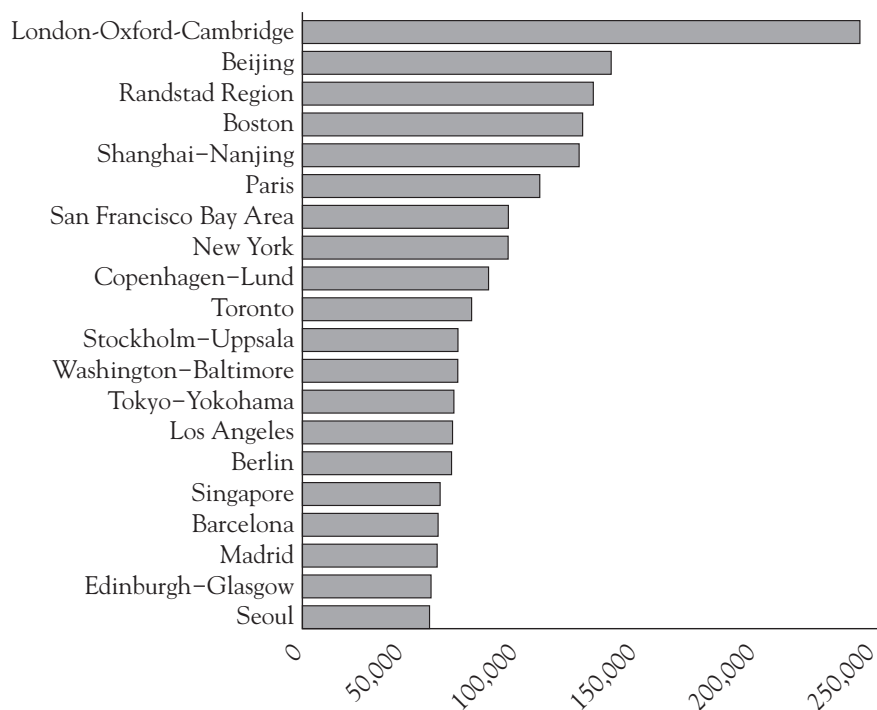 London-Oxford-Cambridge
Beijing
Randstad Region
Boston
Shanghai–Nanjing
Paris
San Francisco Bay Area
New York
Copenhagen–Lund
Toronto
Stockholm–Uppsala
Washington–Baltimore
Tokyo–Yokohama
Los Angeles
Berlin
Singapore
Barcelona
Madrid
Edinburgh–Glasgow
Seoul
0
50,000
100,000
150,000
200,000
250,000